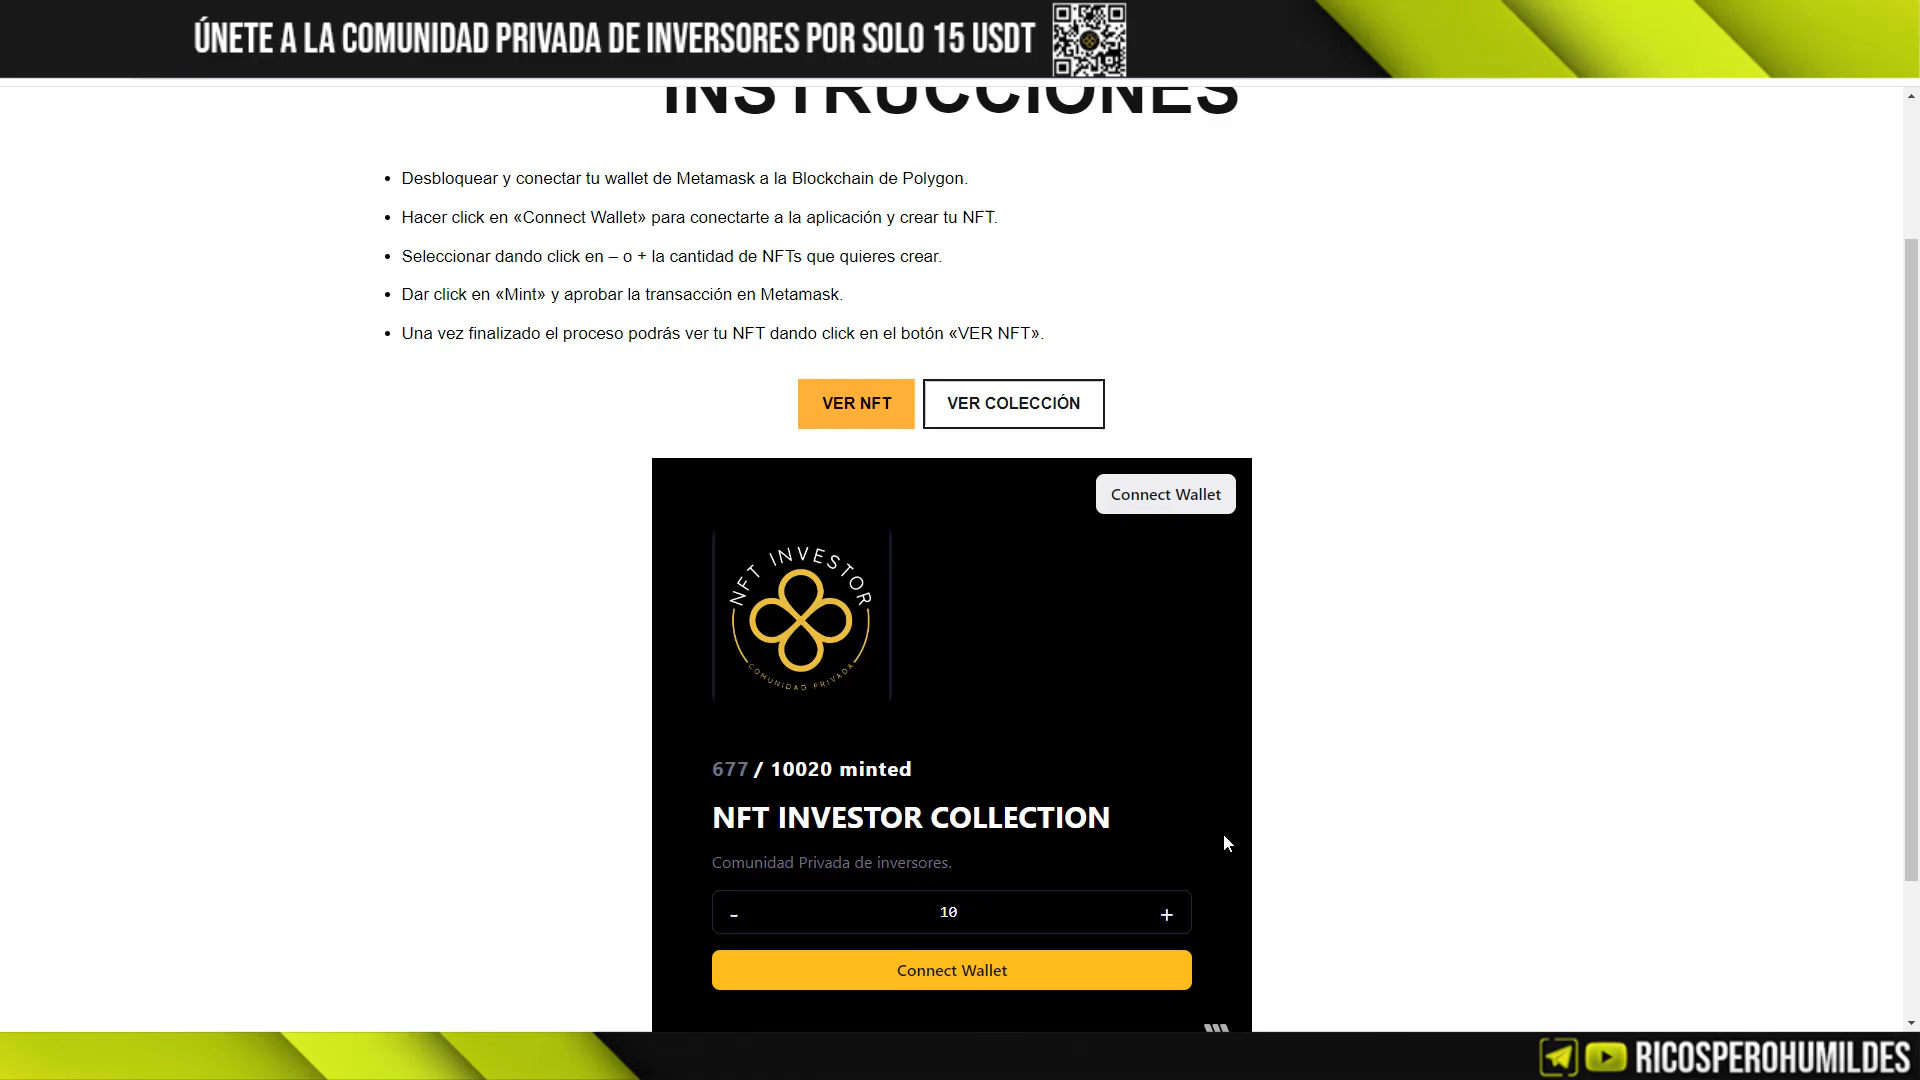 ÚNETE A LA COMUNIDAD PRIVADA DE INVERSORES POR SOLO 15 USDT
INSTRUCCIONES
• Desbloquear y conectar tu wallet de Metamask a la Blockchain de Polygon.
• Hacer click en «Connect Wallet» para conectarte a la aplicación y crear tu NFT.
• Seleccionar dando click en – o + la cantidad de NFTs que quieres crear.
• Dar click en «Mint» y aprobar la transacción en Metamask.
• Una vez finalizado el proceso podrás ver tu NFT dando click en el botón «VER NFT».
VER NFT
VER COLECCIÓN
Connect Wallet
NFT INVESTOR
COMUNIDAD PRIVADA
677 / 10020 minted
NFT INVESTOR COLLECTION
Comunidad Privada de inversores.
- 10 +
Connect Wallet
RICOSPEROHUMILDES